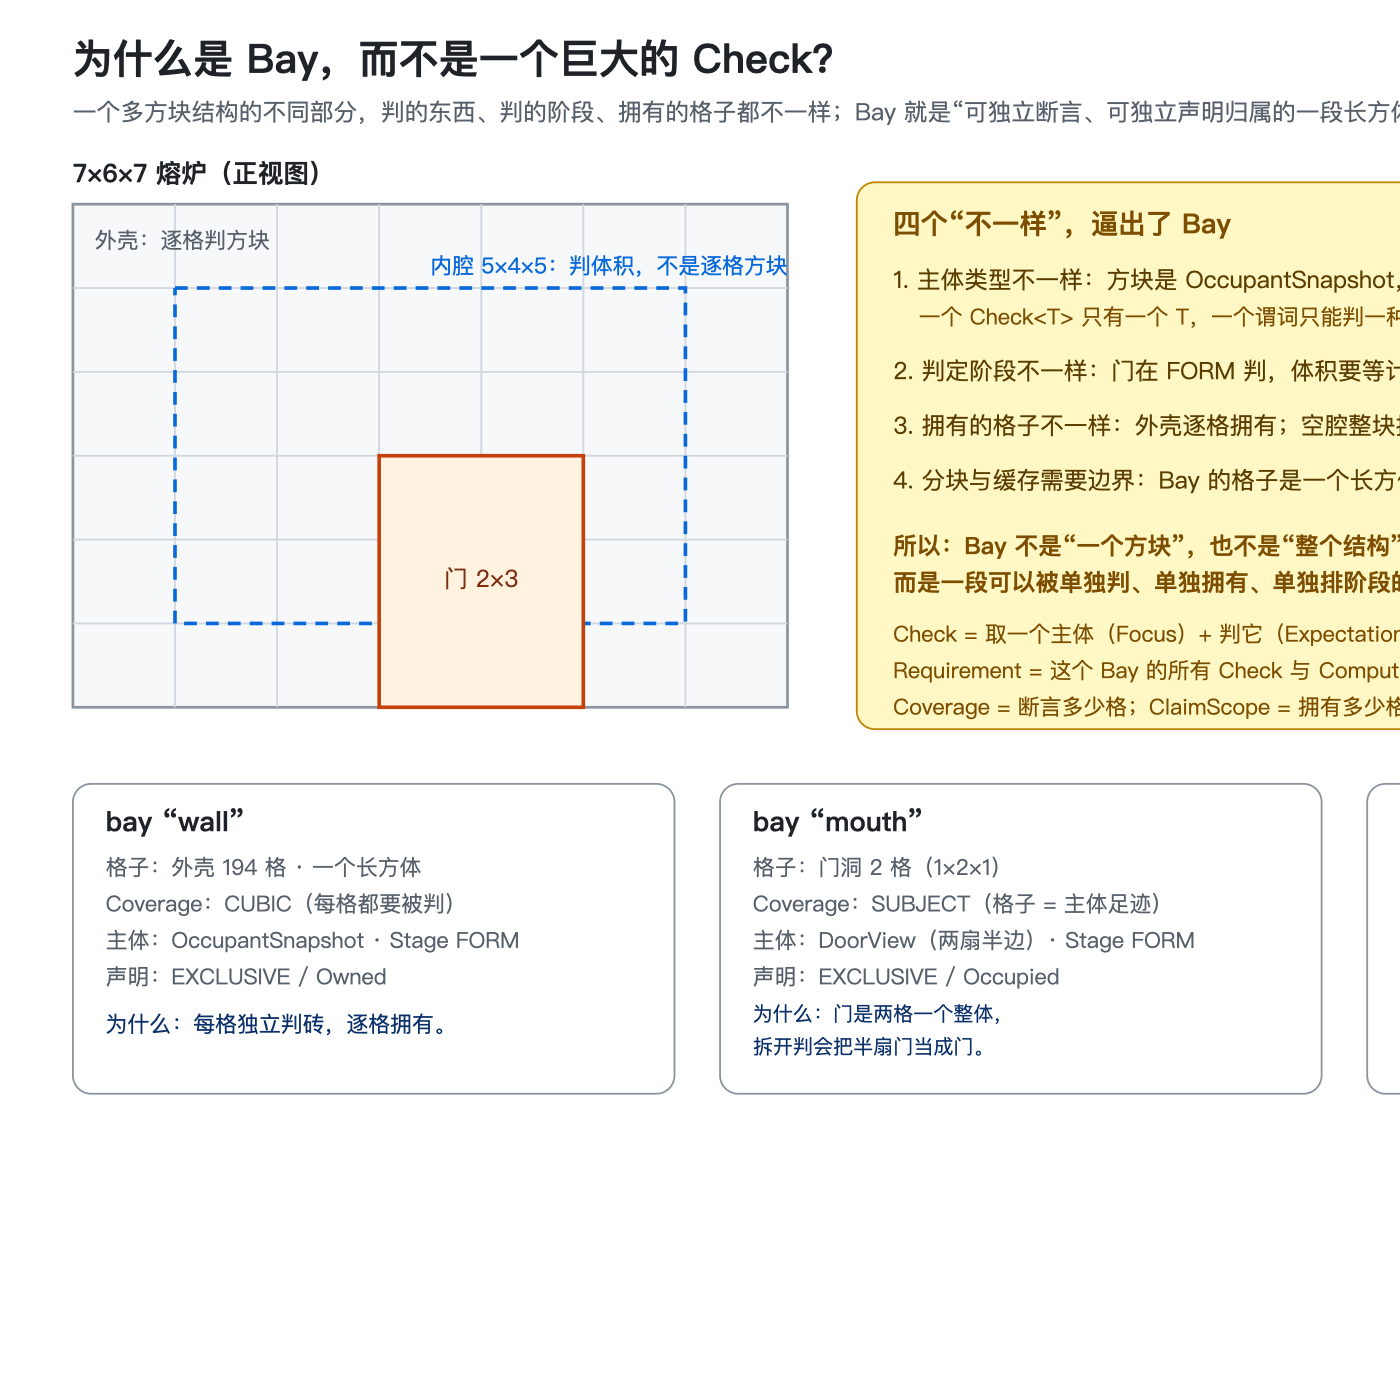 为什么是 Bay，而不是一个巨大的 Check?
一个多方块结构的不同部分，判的东西、判的阶段、拥有的格子都不一样；Bay 就是“可独立断言、可独立声明归属的一段长方
7×6×7 熔炉（正视图）
外壳：逐格判方块
内腔 5×4×5：判体积，不是逐格方块
门 2×3
四个“不一样”，逼出了 Bay
1. 主体类型不一样：方块是 OccupantSnapshot,
一个 Check<T> 只有一个 T，一个谓词只能判一种
2. 判定阶段不一样：门在 FORM 判，体积要等计
3. 拥有的格子不一样：外壳逐格拥有；空腔整块
4. 分块与缓存需要边界：Bay 的格子是一个长方
所以：Bay 不是“一个方块”，也不是“整个结构”
而是一段可以被单独判、单独拥有、单独排阶段的
Check = 取一个主体（Focus）+ 判它（Expectation
Requirement = 这个 Bay 的所有 Check 与 Comput
Coverage = 断言多少格；ClaimScope = 拥有多少格
bay “wall”
格子：外壳 194 格 · 一个长方体
Coverage：CUBIC（每格都要被判）
主体：OccupantSnapshot · Stage FORM
声明：EXCLUSIVE / Owned
为什么：每格独立判砖，逐格拥有。
bay “mouth”
格子：门洞 2 格（1×2×1）
Coverage：SUBJECT（格子 = 主体足迹）
主体：DoorView（两扇半边）· Stage FORM
声明：EXCLUSIVE / Occupied
为什么：门是两格一个整体，
拆开判会把半扇门当成门。